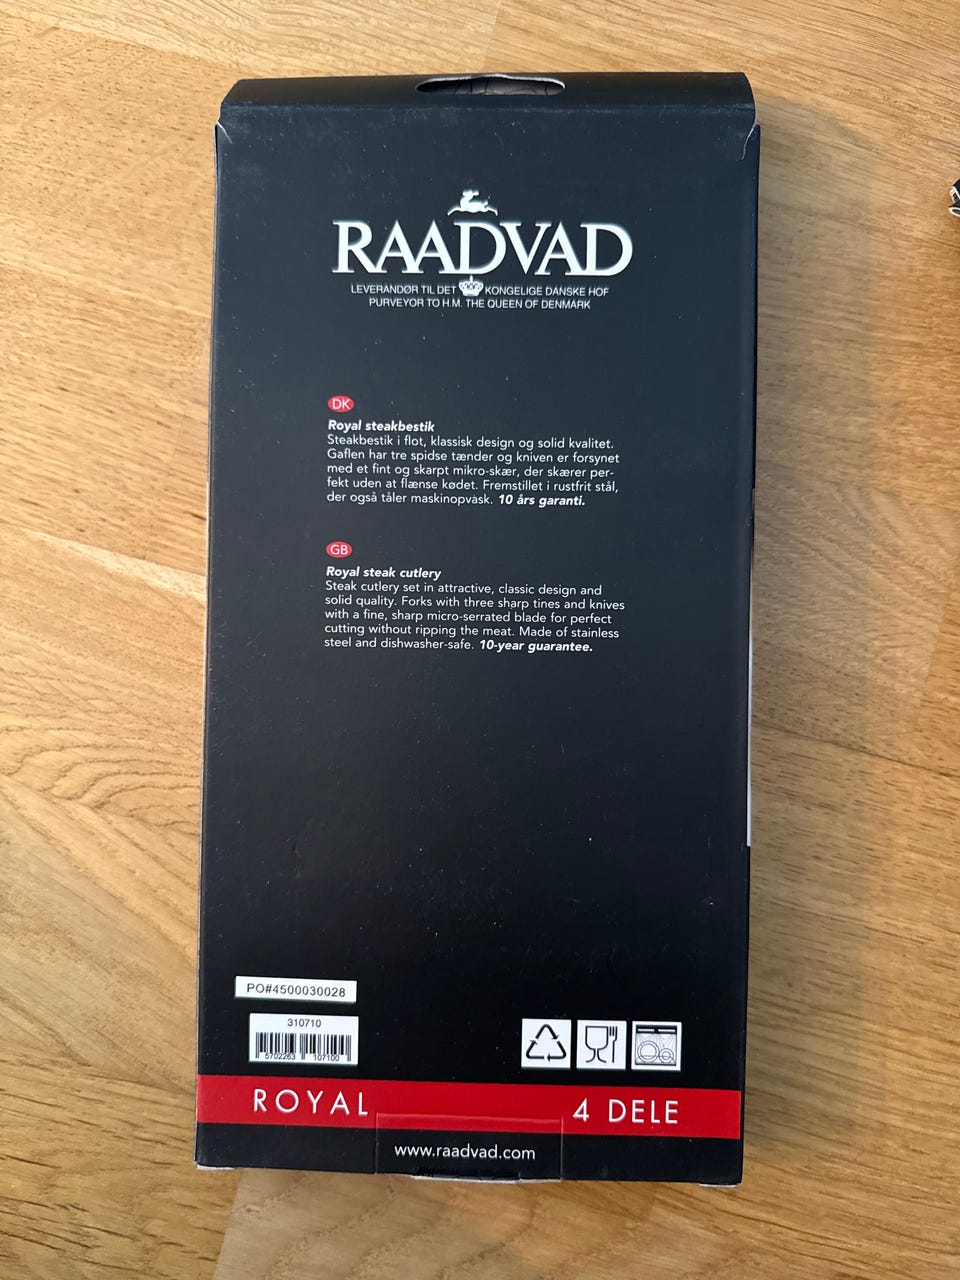 RAADVAD
LEVERANDØR TIL DET KONGELIGE DANSKE HOF
PURVEYOR TO H.M. THE QUEEN OF DENMARK
DK
Royal steakbestik
Steakbestik i flot, klassisk design og solid kvalitet.
Gaflen har tre spidse tænder og kniven er forsynet
med et fint og skarpt mikro-skær, der skærer per-
fekt uden at flænse kødet. Fremstillet i rustfrit stål,
der også tåler maskinopvask. 10 års garanti.
GB
Royal steak cutlery
Steak cutlery set in attractive, classic design and
solid quality. Forks with three sharp tines and knives
with a fine, sharp micro-serrated blade for perfect
cutting without ripping the meat. Made of stainless
steel and dishwasher-safe. 10-year guarantee.
PO#4500030028
310710
5702263 107100
ROYAL 4 DELE
www.raadvad.com